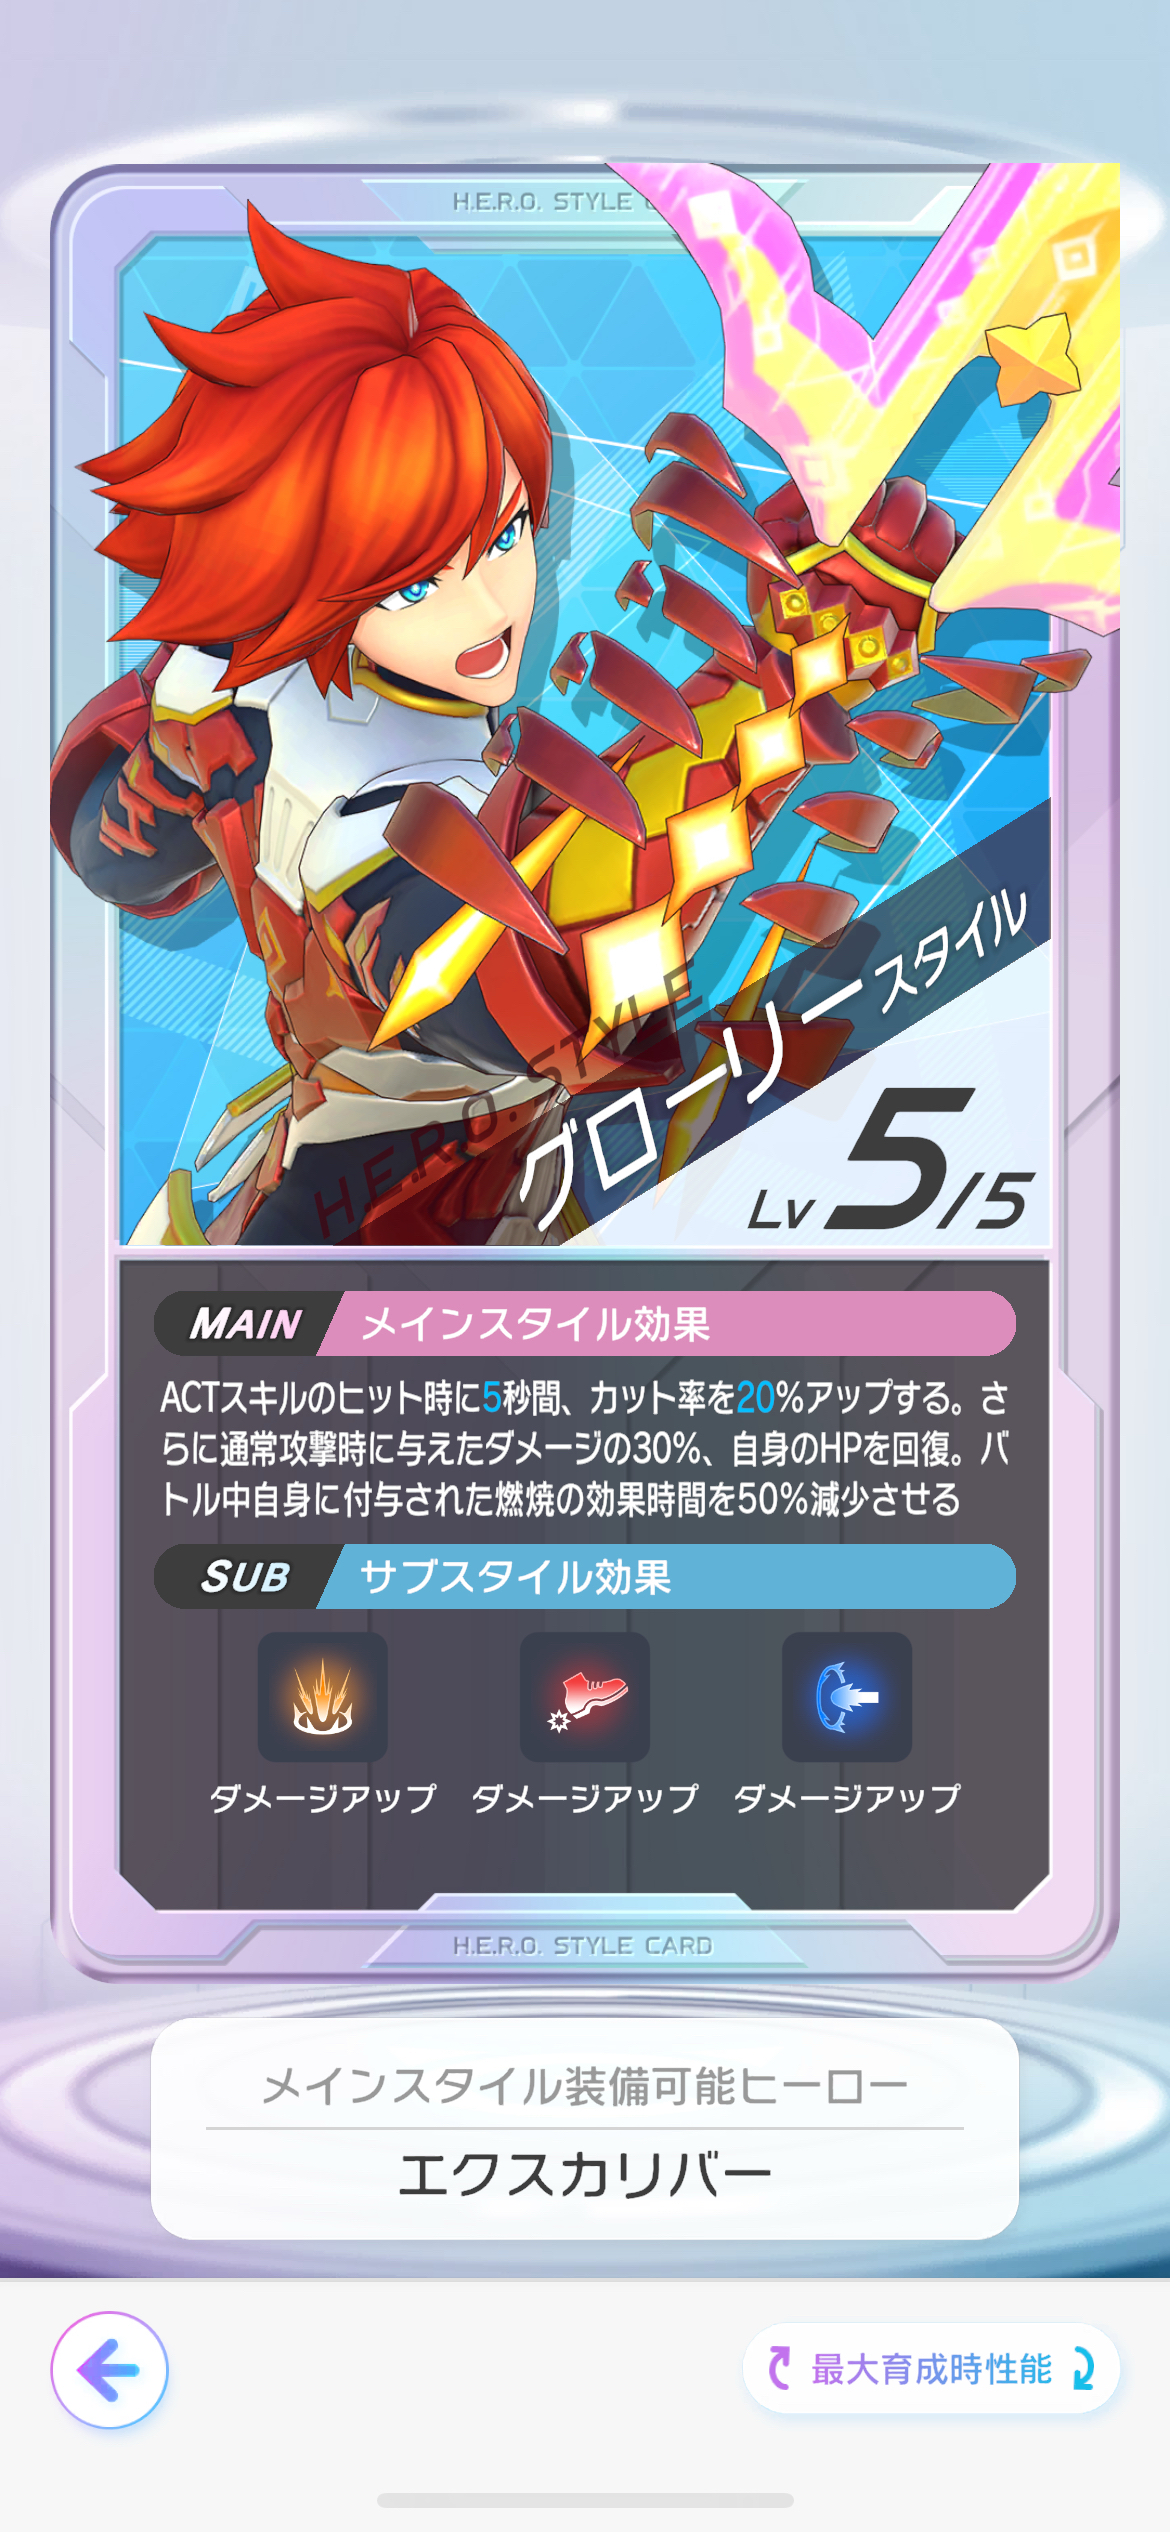 H.E.R.O. STYLE
グローリースタイル
H.E.R.O. STYLE
Lv 5/5
MAIN メインスタイル効果
ACTスキルのヒット時に5秒間、カット率を20%アップする。さ
らに通常攻撃時に与えたダメージの30%、自身のHPを回復。バ
トル中自身に付与された燃焼の効果時間を50%減少させる
SUB サブスタイル効果
ダメージアップ ダメージアップ ダメージアップ
H.E.R.O. STYLE CARD
メインスタイル装備可能ヒーロー
エクスカリバー
最大育成時性能